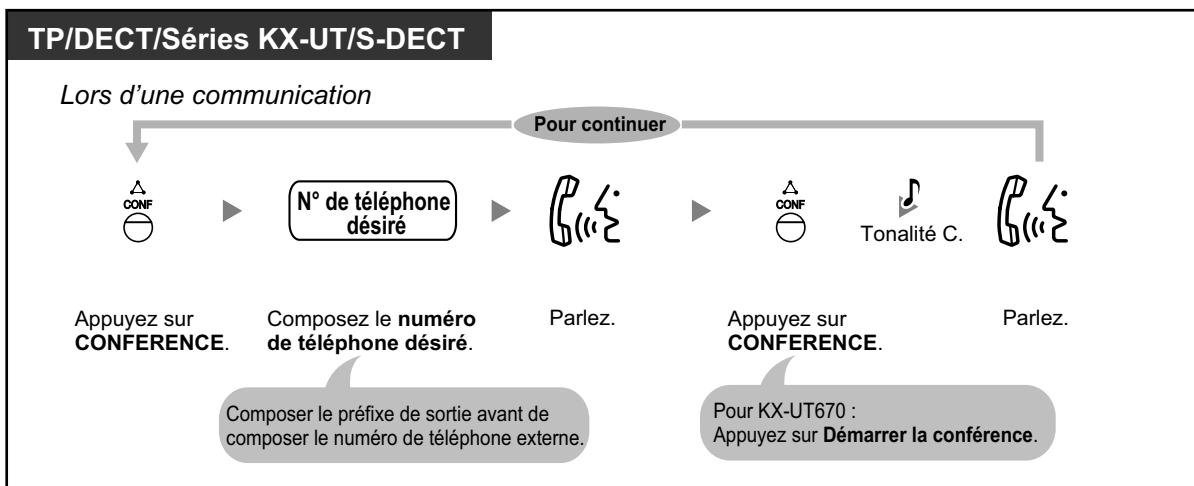 TP/DECT/Séries KX-UT/S-DECT
Lors d'une communication
Pour continuer
CONF
N° de téléphone
désiré
CONF
Tonalité C.
Appuyez sur
CONFERENCE.
Composez le numéro
de téléphone désiré.
Parlez.
Appuyez sur
CONFERENCE.
Parlez.
Composer le préfixe de sortie avant de
composer le numéro de téléphone externe.
Pour KX-UT670 :
Appuyez sur Démarrer la conférence.